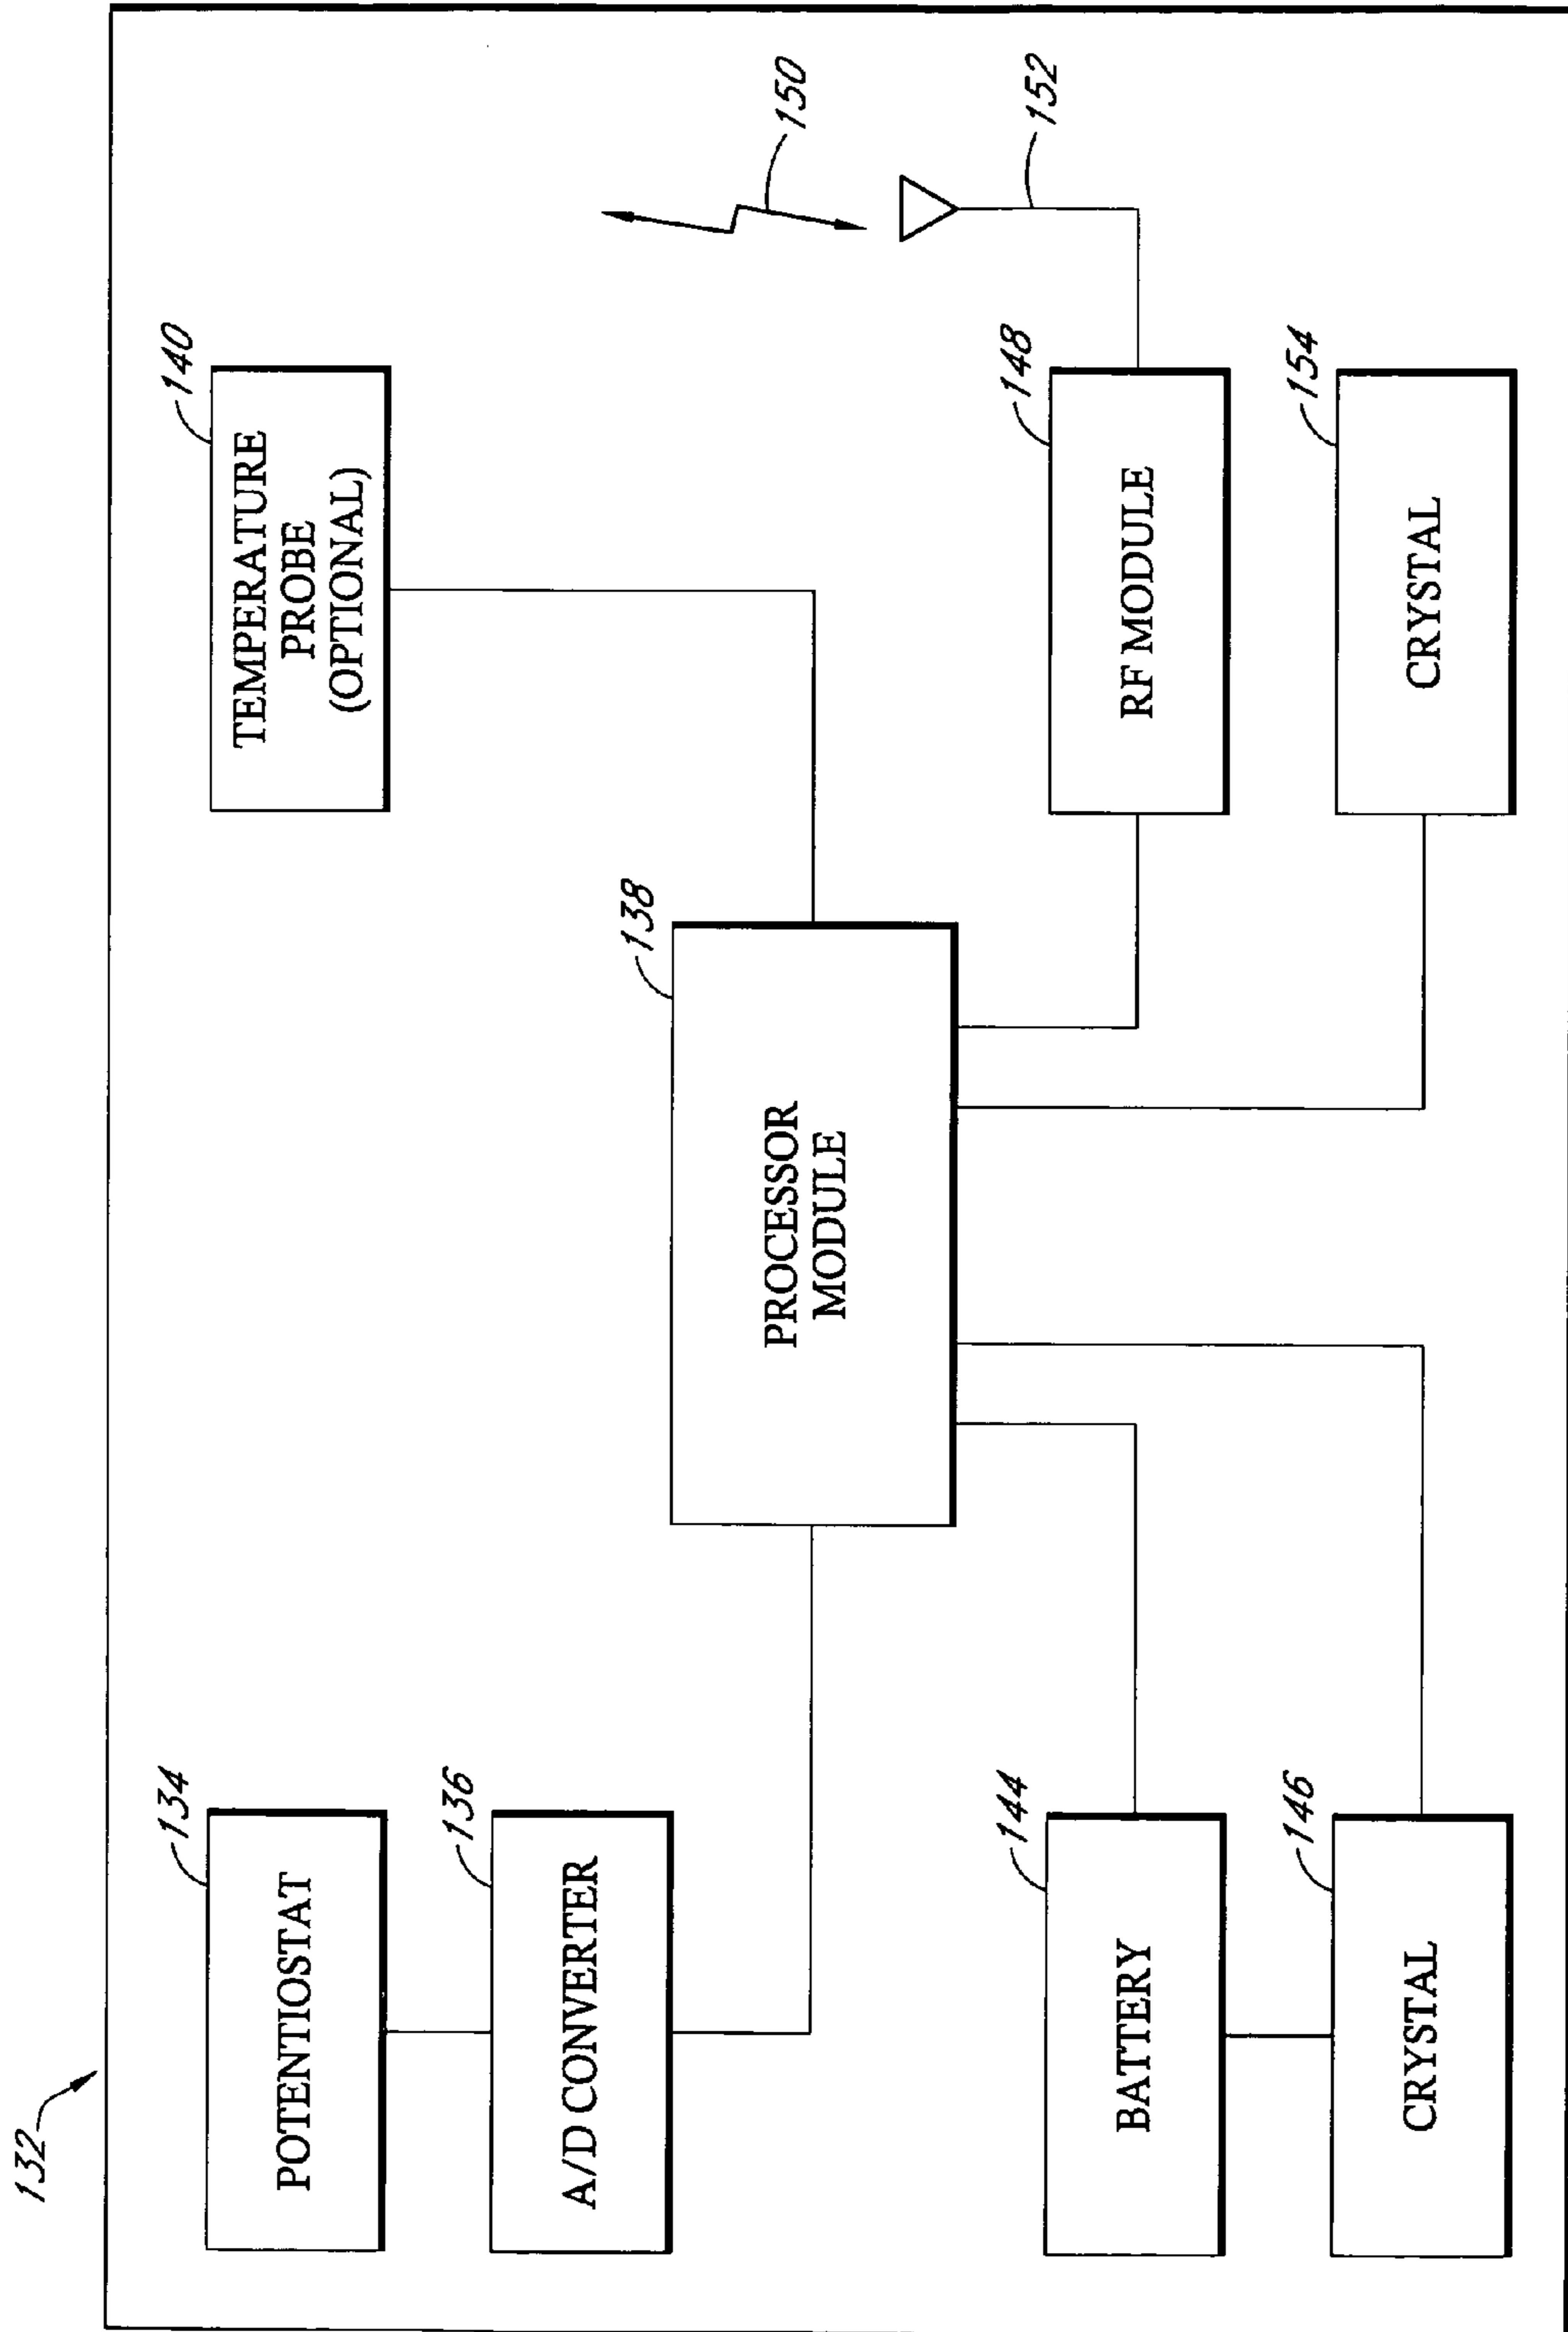 132
134
POTENTIOSTAT
136
A/D CONVERTER
138
PROCESSOR
MODULE
140
TEMPERATURE
PROBE
(OPTIONAL)
150
152
144
BATTERY
146
CRYSTAL
148
RF MODULE
154
CRYSTAL